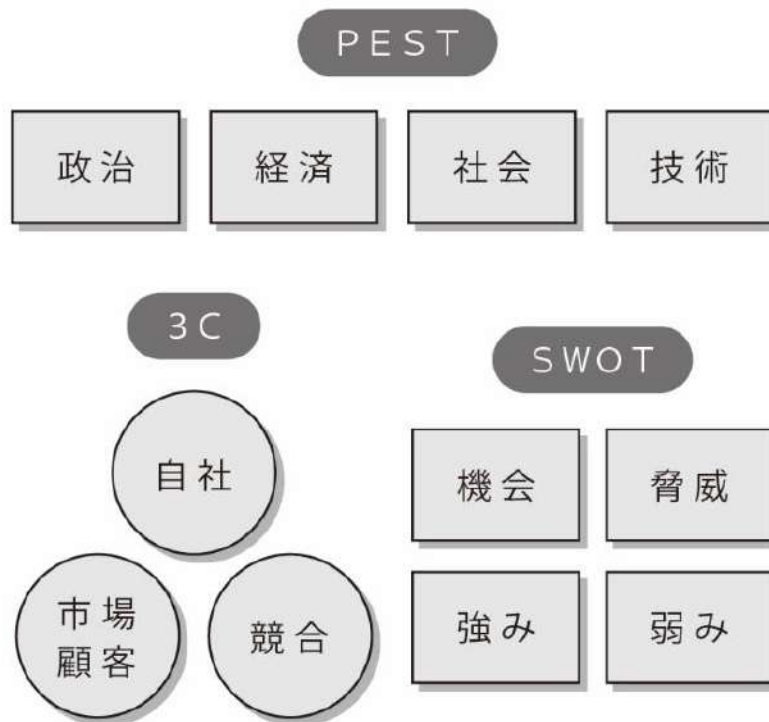 PEST
政治
経済
社会
技術
3C
自社
市場
顧客
競合
SWOT
機会
脅威
強み
弱み